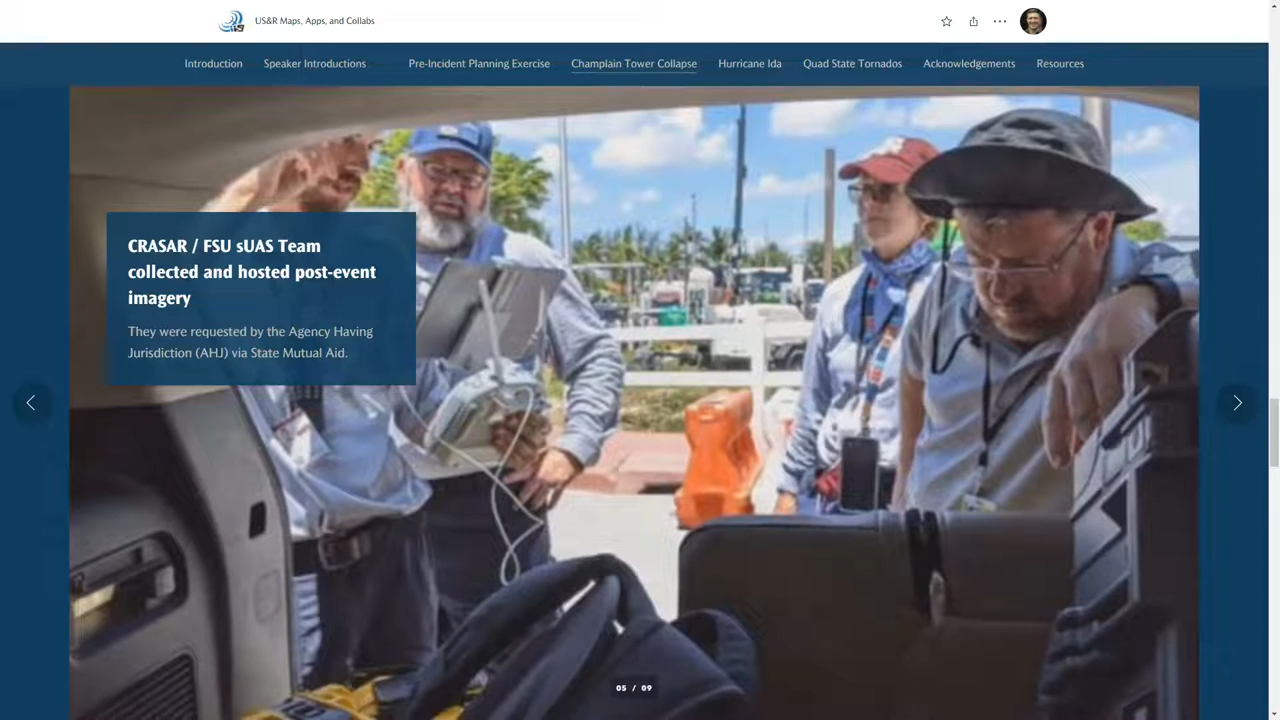 US&R Maps, Apps, and Collabs
Introduction
Speaker Introductions
Pre-Incident Planning Exercise
Champlain Tower Collapse
Hurricane Ida
Quad State Tornados
Acknowledgements
Resources
CRASAR / FSU sUAS Team
collected and hosted post-event
imagery
They were requested by the Agency Having
Jurisdiction (AHJ) via State Mutual Aid.
05 / 09